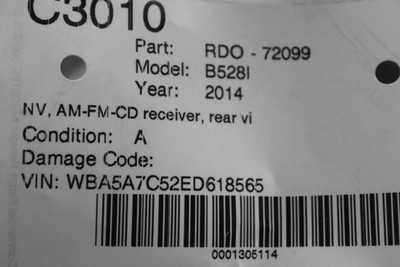 C3010
Part: RDO - 72099
Model: B528I
Year: 2014
NV, AM-FM-CD receiver, rear vi
Condition: A
Damage Code:
VIN: WBA5A7C52ED618565
0001305114